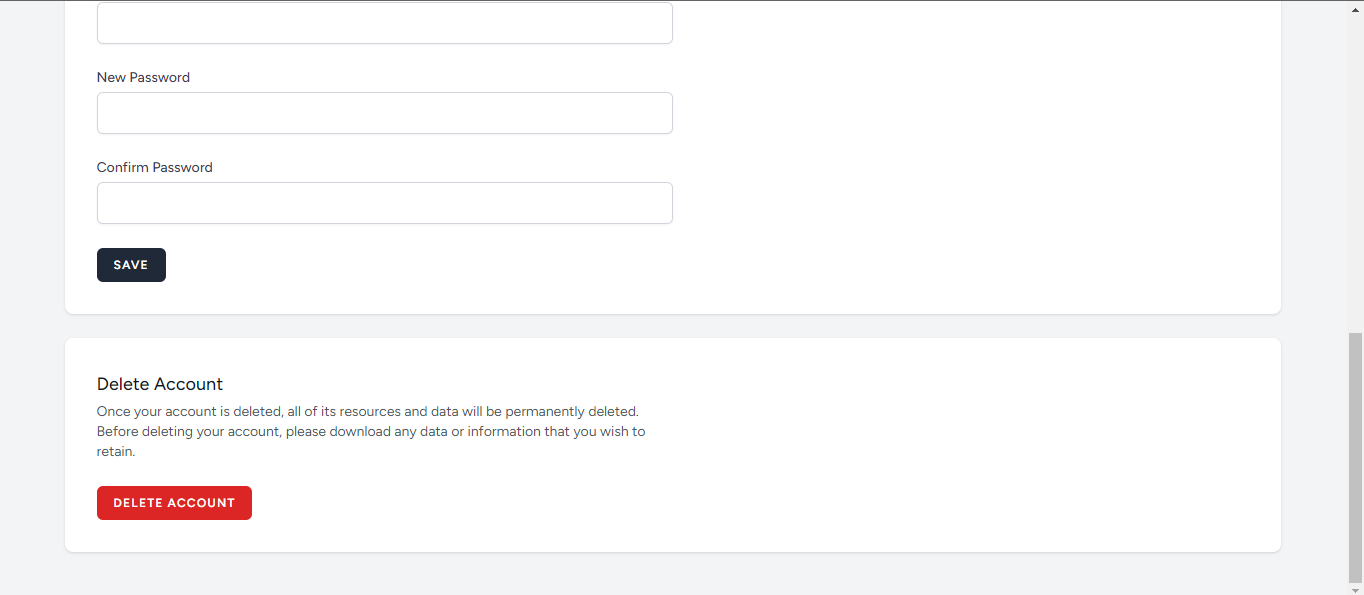 New Password
Confirm Password
SAVE
Delete Account
Once your account is deleted, all of its resources and data will be permanently deleted.
Before deleting your account, please download any data or information that you wish to
retain.
DELETE ACCOUNT